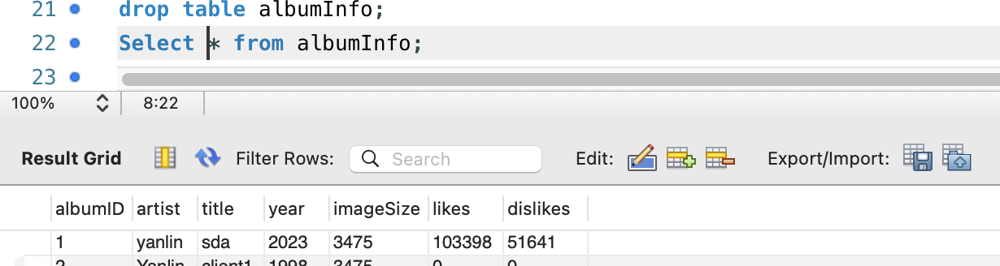 21 drop table albumInfo;
22 Select * from albumInfo;
23
100% 8:22
Result Grid Filter Rows: Search Edit: Export/Import:
albumID artist title year imageSize likes dislikes
1 yanlin sda 2023 3475 103398 51641
2 Yanlin client1 1998 3475 0 0